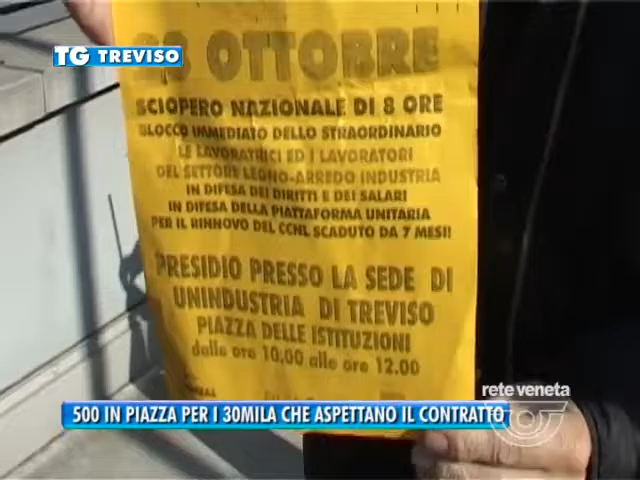 TG TREVISO
OTTOBRE
SCIOPERO NAZIONALE DI 8 ORE
BLOCCO IMMEDIATO DELLO STRAORDINARIO
LE LAVORATRICI ED I LAVORATORI
DEL SETTORE LEGNO-ARREDO INDUSTRIA
IN DIFESA DEI DIRITTI E DEI SALARI
IN DIFESA DELLA PIATTAFORMA UNITARIA
PER IL RINNOVO DEL CCNL SCADUTO DA 7 MESI!
PRESIDIO PRESSO LA SEDE DI
UNINDUSTRIA DI TREVISO
PIAZZA DELLE ISTITUZIONI
dalle ore 10.00 alle ore 12.00
rete veneta
500 IN PIAZZA PER I 30MILA CHE ASPETTANO IL CONTRATTO